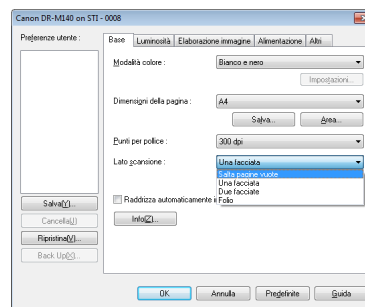 Canon DR-M140 on STI - 0008
Preferenze utente :
Salva(Y)...
Cancella(J)
Ripristina(V)...
Back Up(X)...
Base Luminosità Elaborazione immagine Alimentazione Altri
Modalità colore : Bianco e nero
Impostazioni...
Dimensigni della pagina : A4
Salva... Area...
Punti per pollice : 300 dpi
Lato scansione : Una facciata
Salta pagine vuote
Una facciata
Due facciate
Raddrizza automaticamente i Folio
Info(Z)...
OK Annulla Predefinite Guida